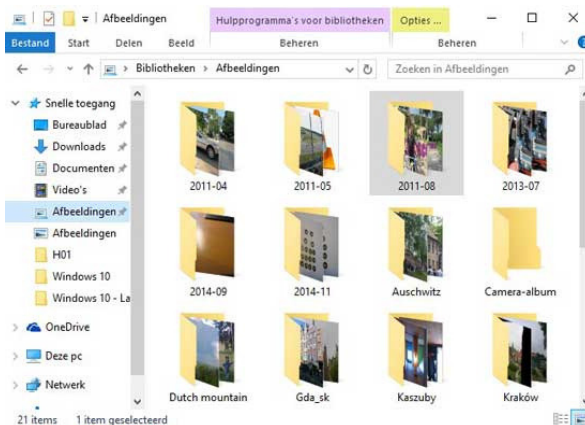 Afbeeldingen
Hulpprogramma's voor bibliotheken
Opties ...
Bestand Start Delen Beeld Beheren Beheren
Bibliotheken > Afbeeldingen
Zoeken in Afbeeldingen
Snelle toegang
Bureaublad
Downloads
Documenten
Video's
Afbeeldingen
Afbeeldingen
H01
Windows 10
Windows 10 - La
OneDrive
Deze pc
Netwerk
2011-04 2011-05 2011-08 2013-07
2014-09 2014-11 Auschwitz Camera-album
Dutch mountain Gda_sk Kaszuby Kraków
21 items 1 item geselecteerd